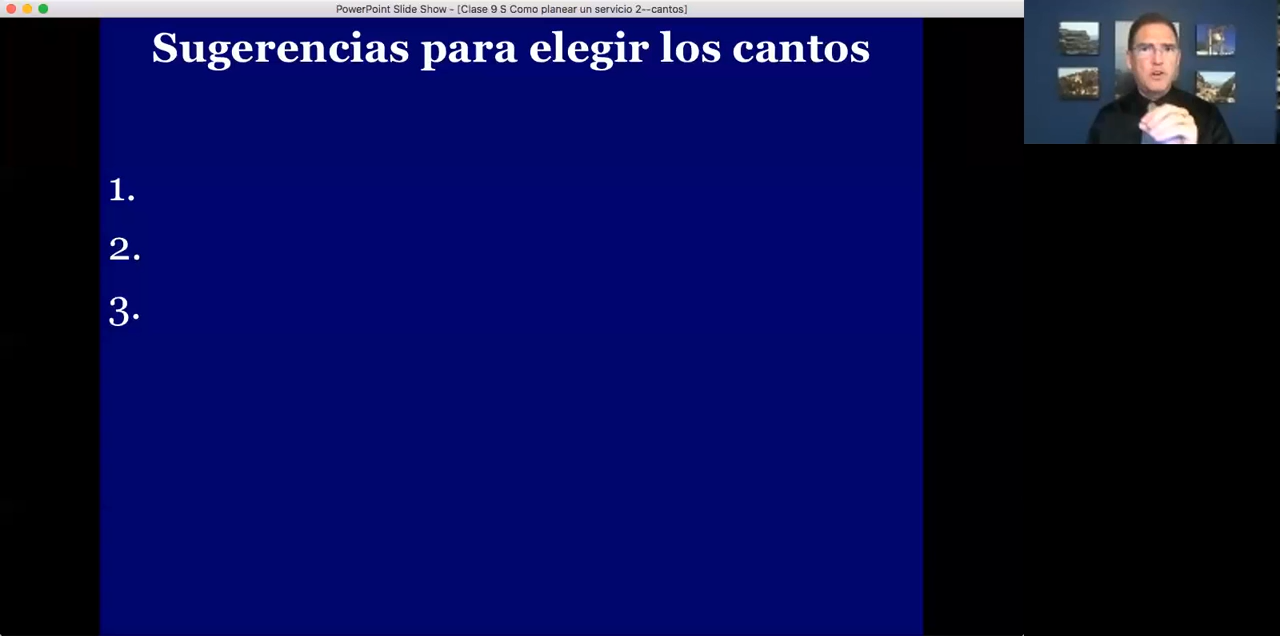 PowerPoint Slide Show - [Clase 9 S Como planear un servicio 2--cantos]
Sugerencias para elegir los cantos
1.
2.
3.